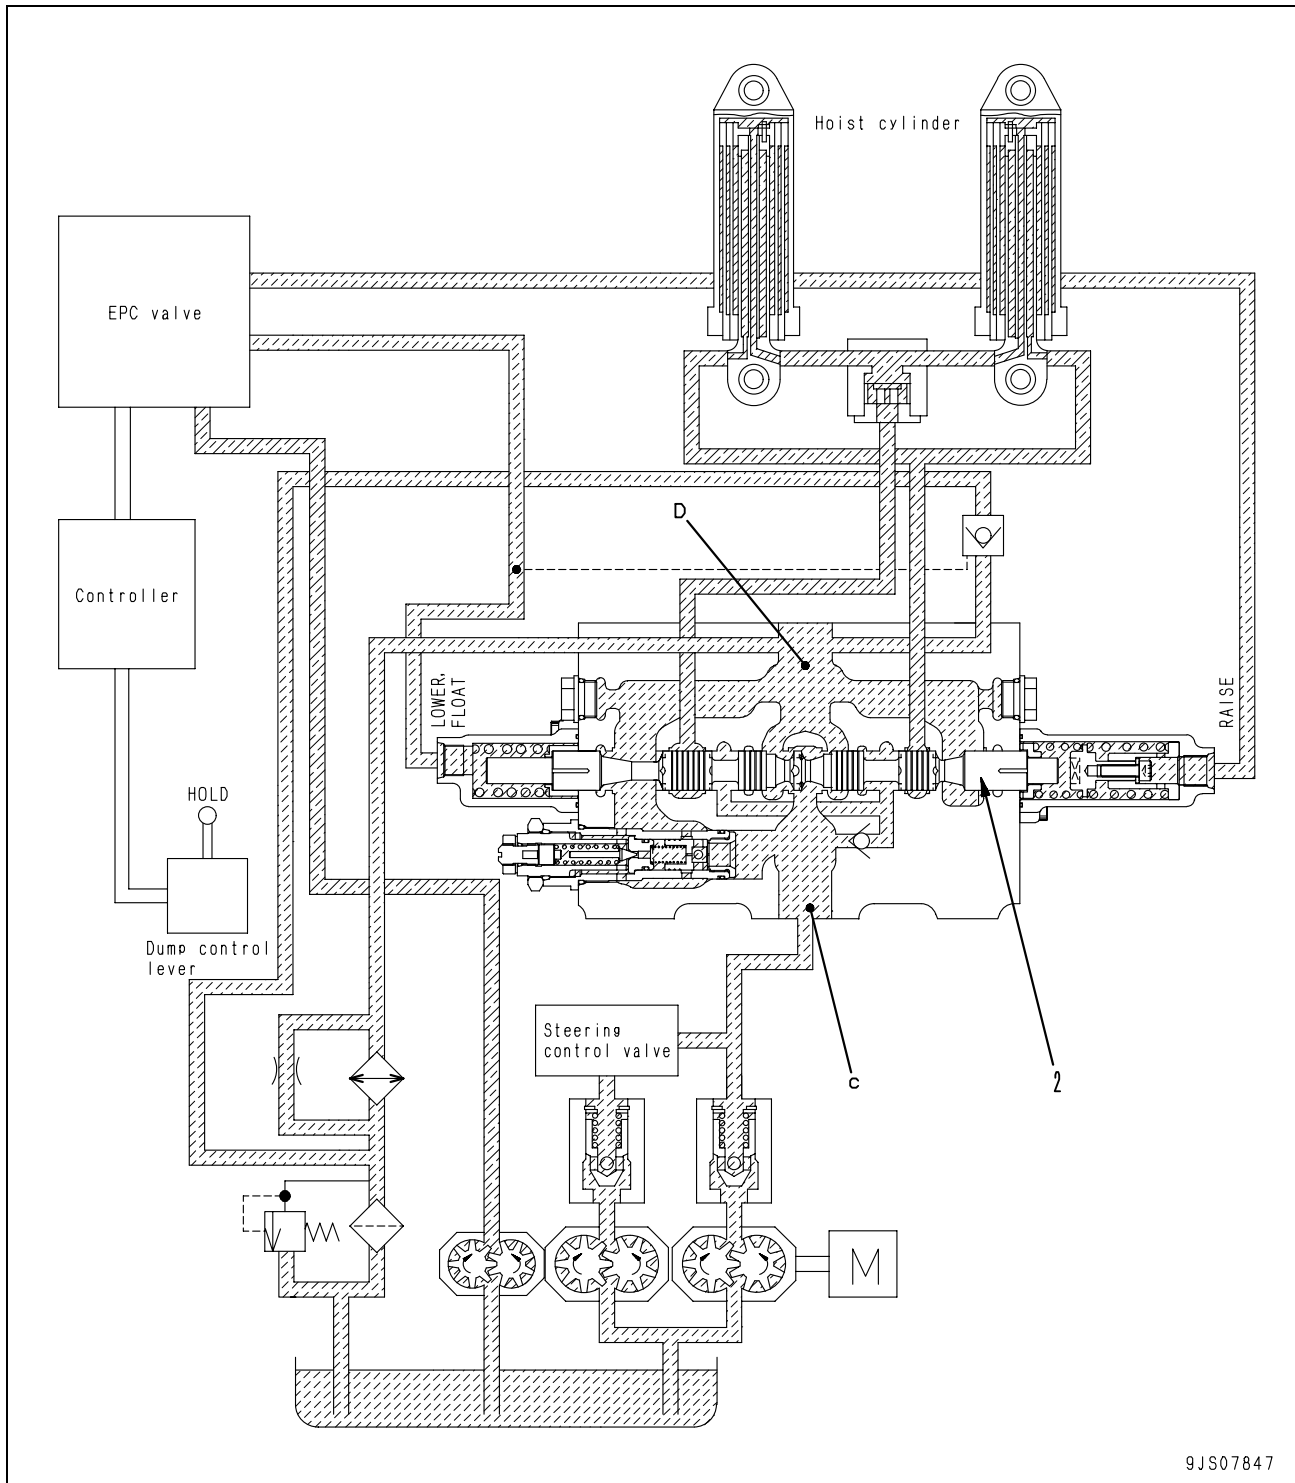 Hoist cylinder
EPC valve
D
Controller
LOWER,
FLOAT
RAISE
HOLD
Dump control
lever
Steering
control valve
c
2
M
9JS07847